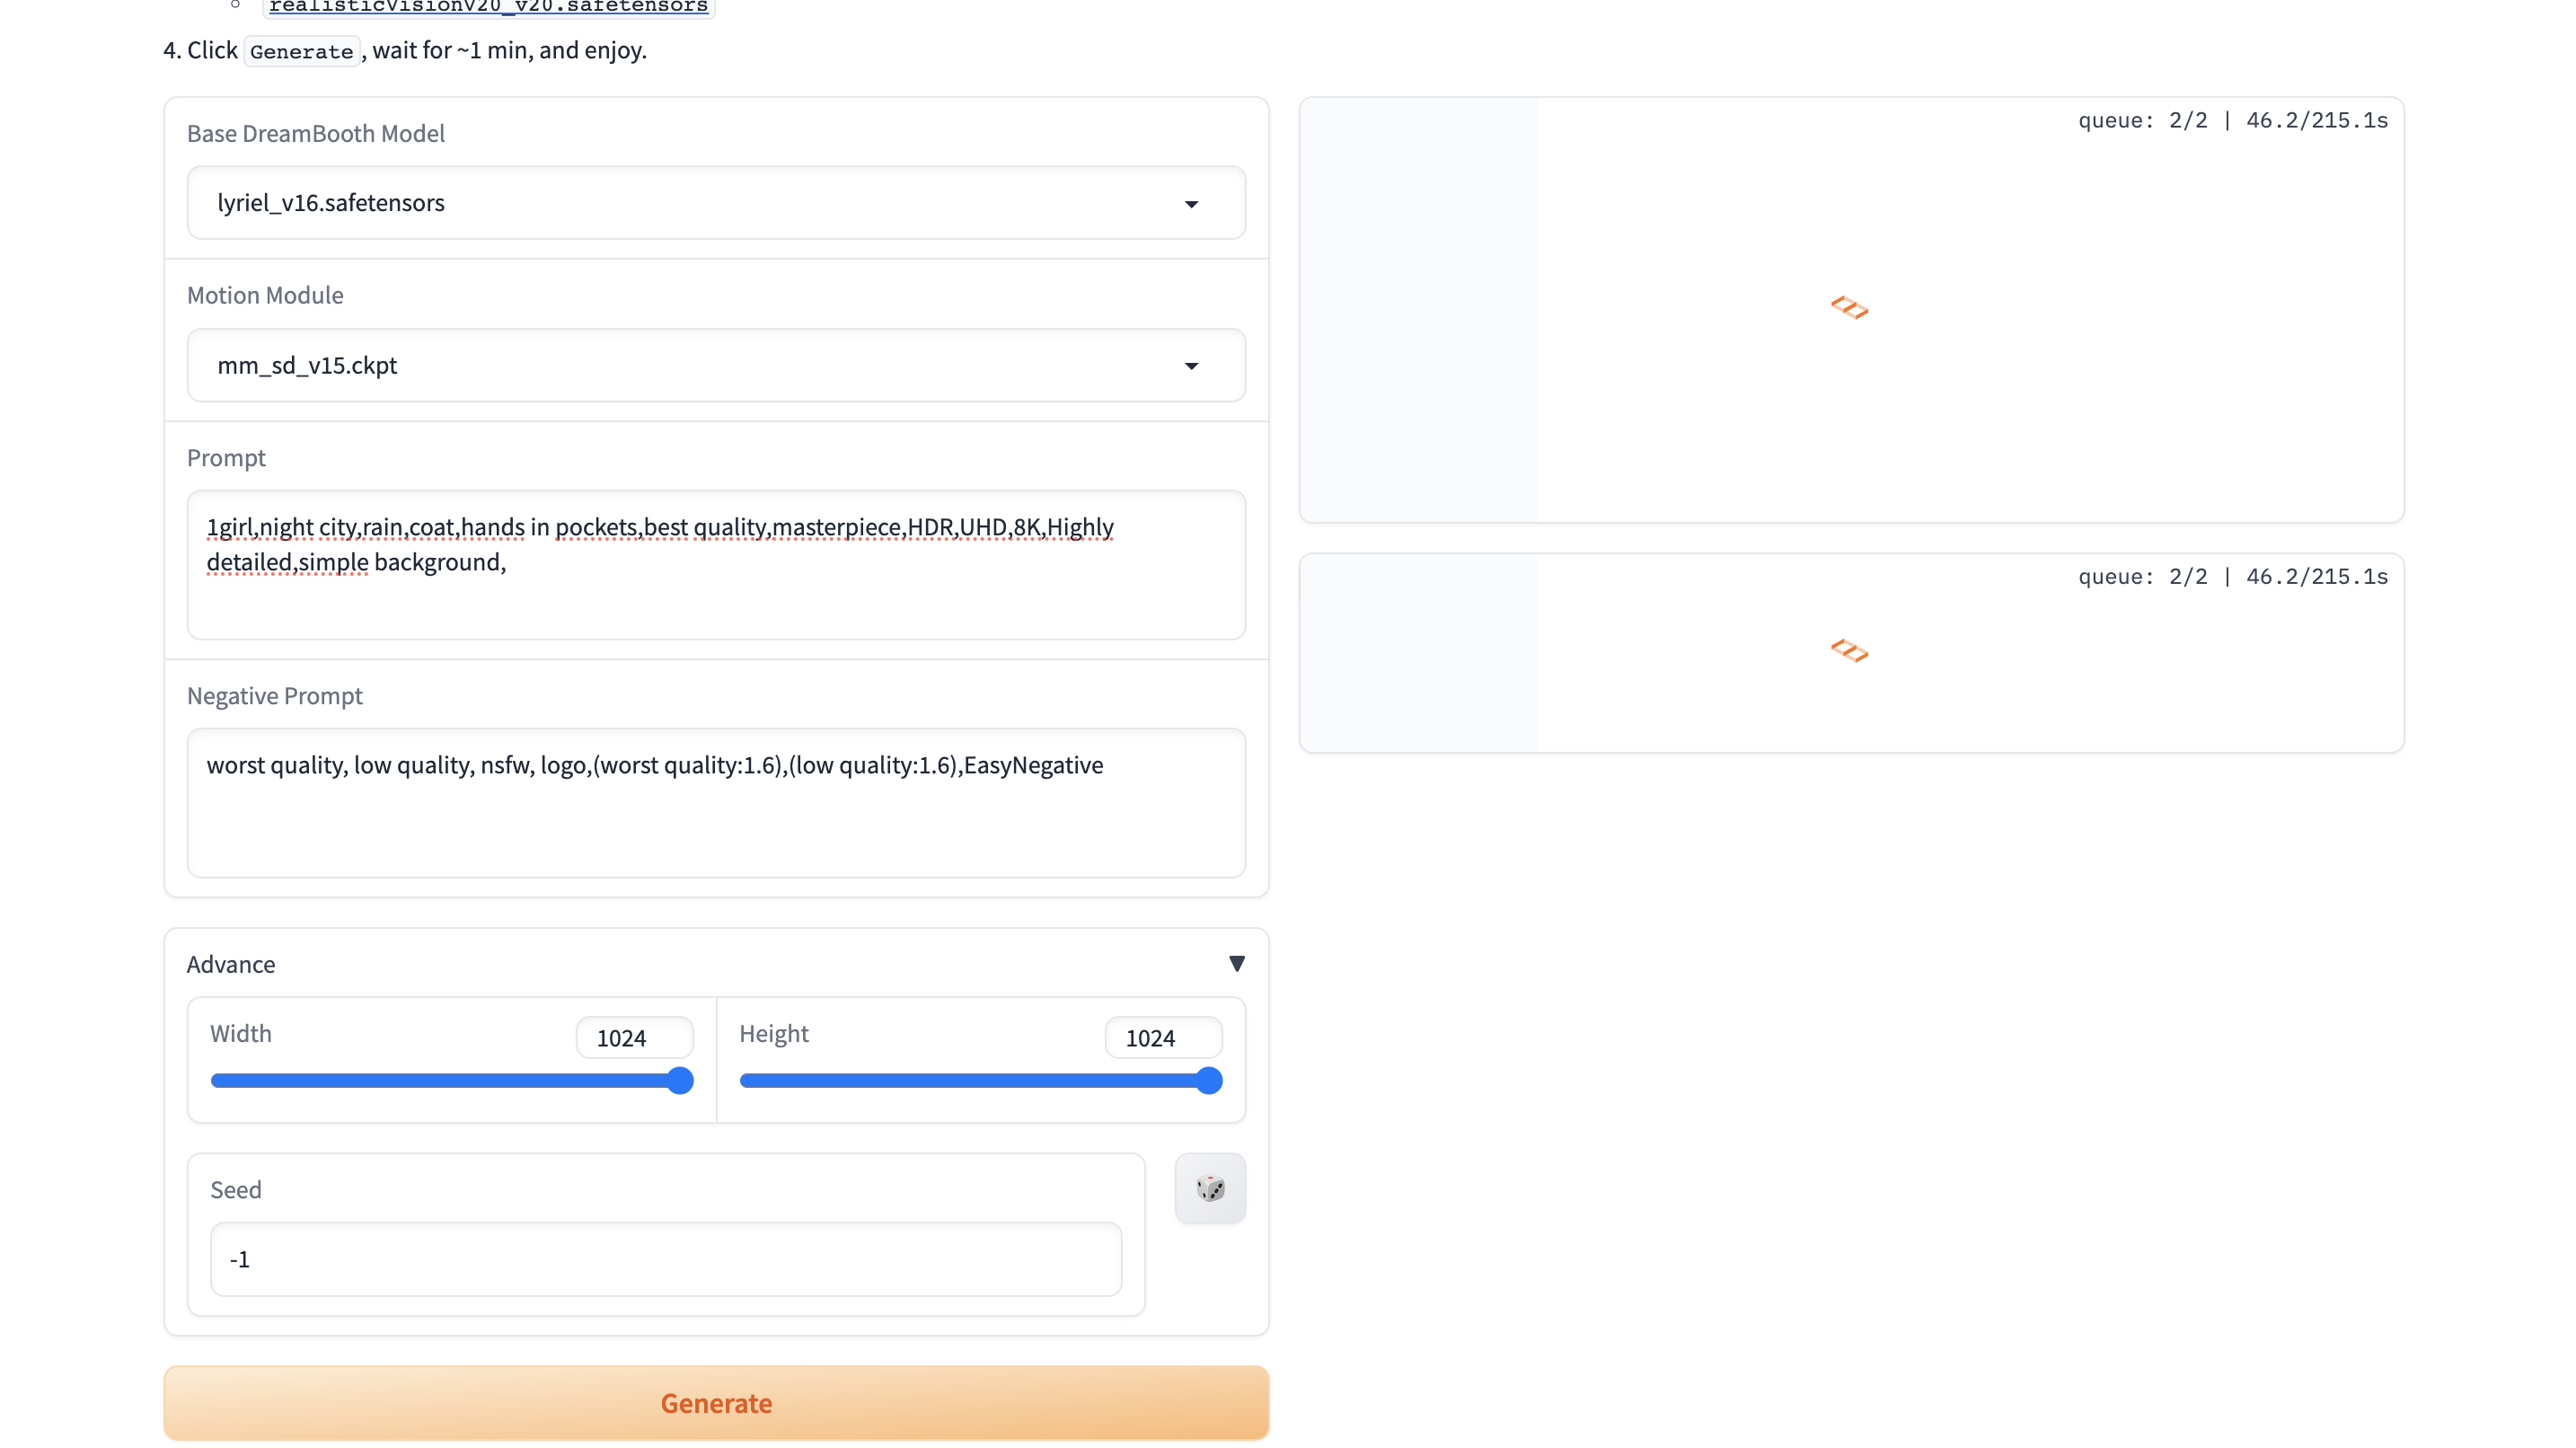 realisticVisionV20_v20.safetensors
4. Click Generate, wait for ~1 min, and enjoy.
Base DreamBooth Model
lyriel_v16.safetensors
Motion Module
mm_sd_v15.ckpt
Prompt
1girl,night city,rain,coat,hands in pockets,best quality,masterpiece,HDR,UHD,8K,Highly
detailed,simple background,
Negative Prompt
worst quality, low quality, nsfw, logo,(worst quality:1.6),(low quality:1.6),EasyNegative
Advance
Width
1024
Height
1024
Seed
-1
Generate
queue: 2/2 | 46.2/215.1s
queue: 2/2 | 46.2/215.1s